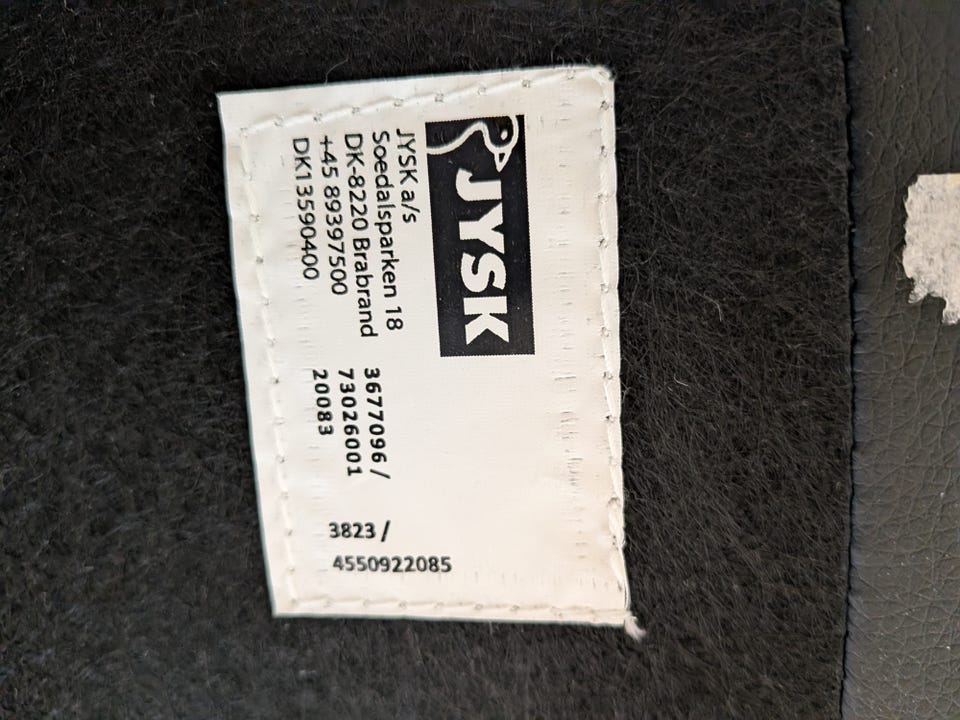 JYSK
JYSK a/s
Soedalsparken 18
DK-8220 Brabrand
+45 89397500
DK13590400
3677096 /
73026001
20083
3823 /
4550922085